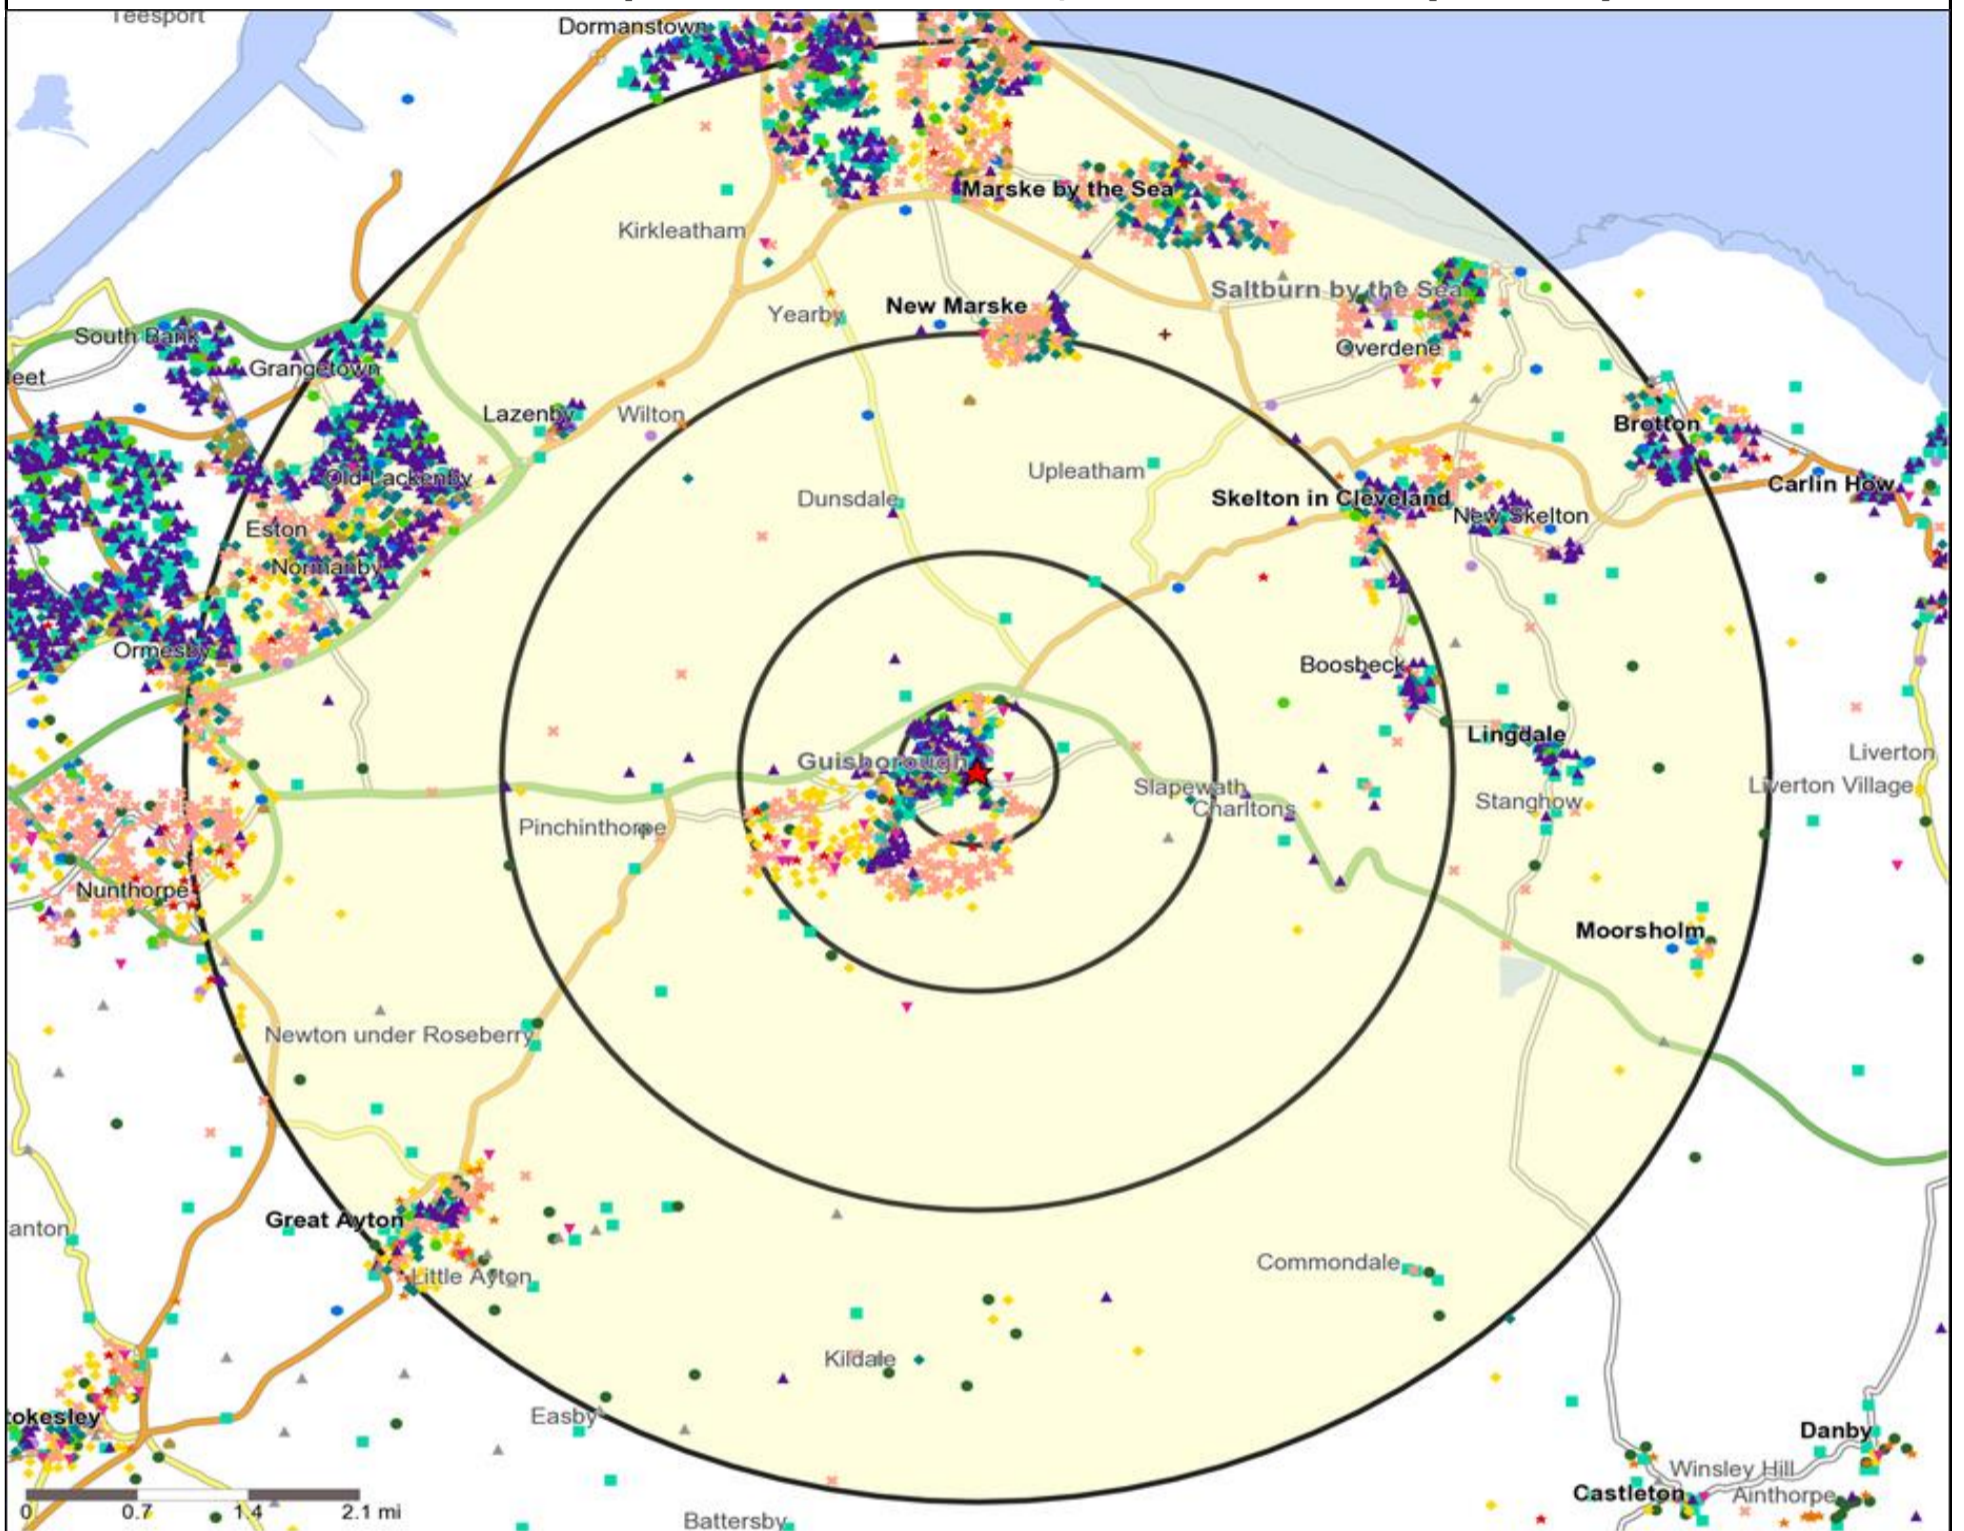 Teesport
Dormanstown
Marske by the Sea
Kirkleatham
Saltburn by the Sea
New Marske
Yearby
South Bank
Overdene
Grangetown
eet
Lazenby
Wilton
Brotton
Upleatham
Old Lackenby
Carlin How
Dunsdale
Skelton in Cleveland
New Skelton
Eston
Normanby
Ormesby
Boosbeck
Lingdale
Liverton
Guisborough
Slapewath
Liverton Village
Charltons
Stanghow
Pinchinthorpe
Nunthorpe
Moorsholm
Newton under Roseberry
Great Ayton
anton
Commondale
Little Ayton
Kildale
okesley
Easby
Danby
Winsley Hill
Castleton
Ainthorpe
0 0.7 1.4 2.1 mi
Battersby